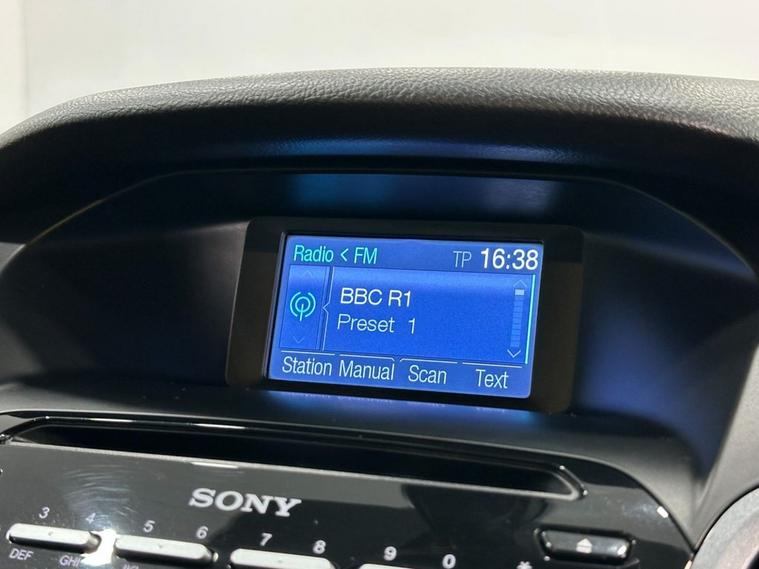 Radio < FM TP 16:38
BBC R1
Preset 1
Station Manual Scan Text
SONY
3 4 5 6 7 8 9 0 *
DEF GHI